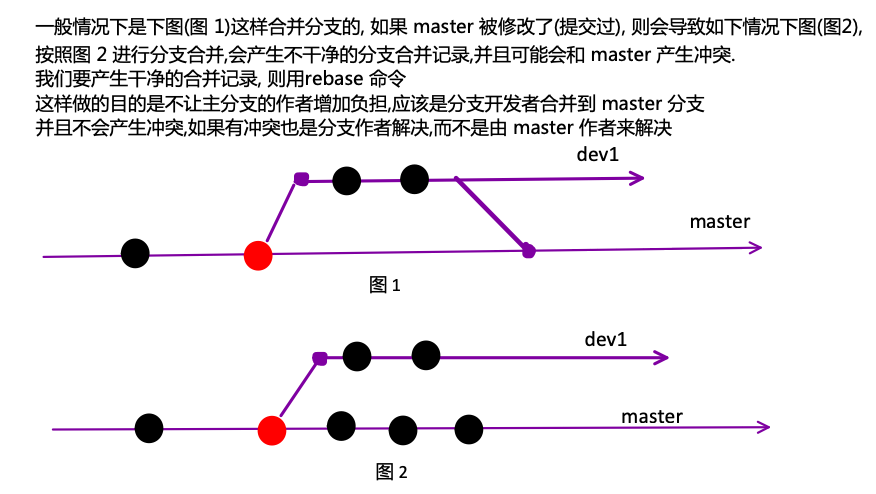 一般情况下是下图(图 1)这样合并分支的, 如果 master 被修改了(提交过), 则会导致如下情况下图(图2),
按照图 2 进行分支合并,会产生不干净的分支合并记录,并且可能会和 master 产生冲突.
我们要产生干净的合并记录, 则用rebase 命令
这样做的目的是不让主分支的作者增加负担,应该是分支开发者合并到 master 分支
并且不会产生冲突,如果有冲突也是分支作者解决,而不是由 master 作者来解决
dev1
master
图 1
dev1
master
图 2